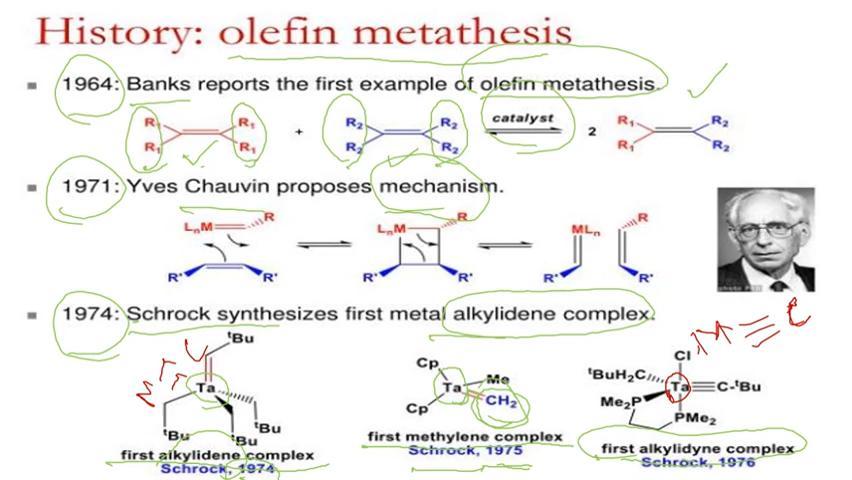 History: olefin metathesis
1964: Banks reports the first example of olefin metathesis.
R1 R1 R2 R2 catalyst R1 R2
+ 2
R1 R1 R2 R2 R1 R2
1971: Yves Chauvin proposes mechanism.
LnM R LnM R MLn R
R' R' R' R' R' R'
1974: Schrock synthesizes first metal alkylidene complex.
M ≡ C
tBu
Cl
Cp Me tBuH2C Ta C-tBu
Ta Ta CH2 Me2P
Cp PMe2
tBu tBu tBu
first alkylidene complex first methylene complex first alkylidyne complex
Schrock, 1974 Schrock, 1975 Schrock, 1976